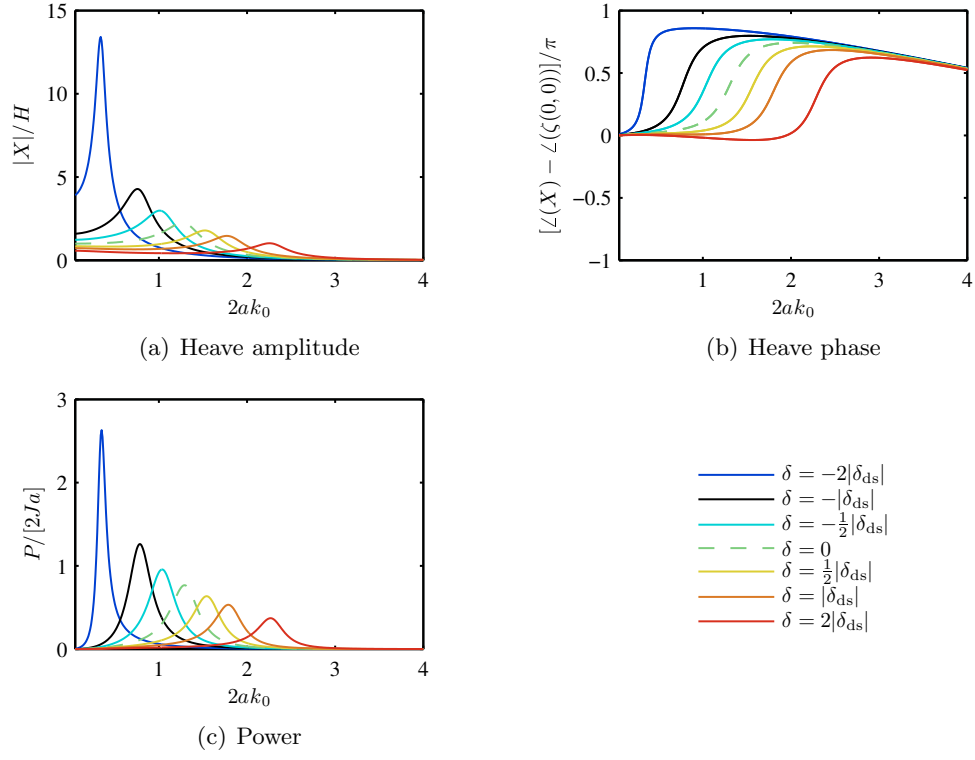 15
10
5
0
|X|/H
1 2 3 4
2ak₀
(a) Heave amplitude
1
0.5
0
−0.5
−1
[∠(X) − ∠(ζ(0, 0))]/π
1 2 3 4
2ak₀
(b) Heave phase
3
2
1
0
P/[2Ja]
1 2 3 4
2ak₀
(c) Power
δ = −2|δ_ds|
δ = −|δ_ds|
δ = −½|δ_ds|
δ = 0
δ = ½|δ_ds|
δ = |δ_ds|
δ = 2|δ_ds|